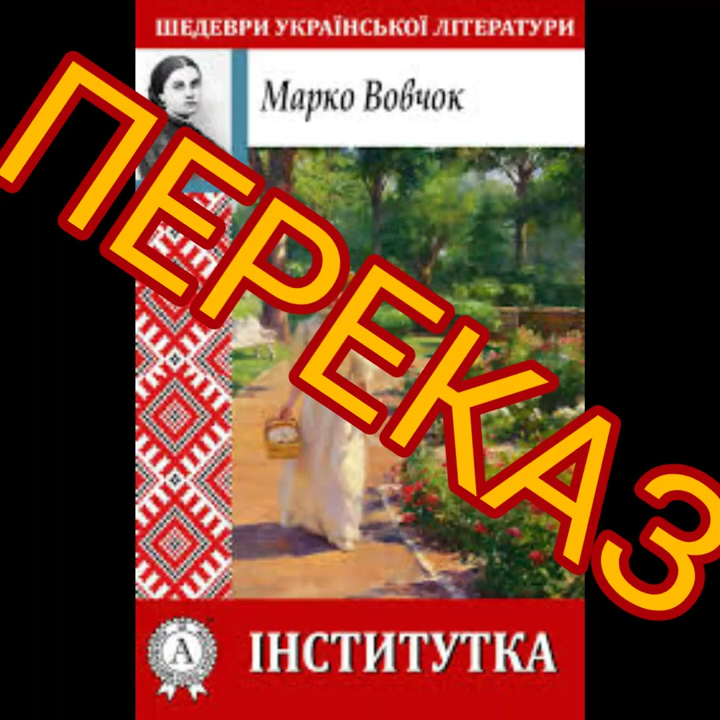 ШЕДЕВРИ УКРАЇНСЬКОЇ ЛІТЕРАТУРИ
Марко Вовчок
ПЕРЕКАЗ
А
ІНСТИТУТКА